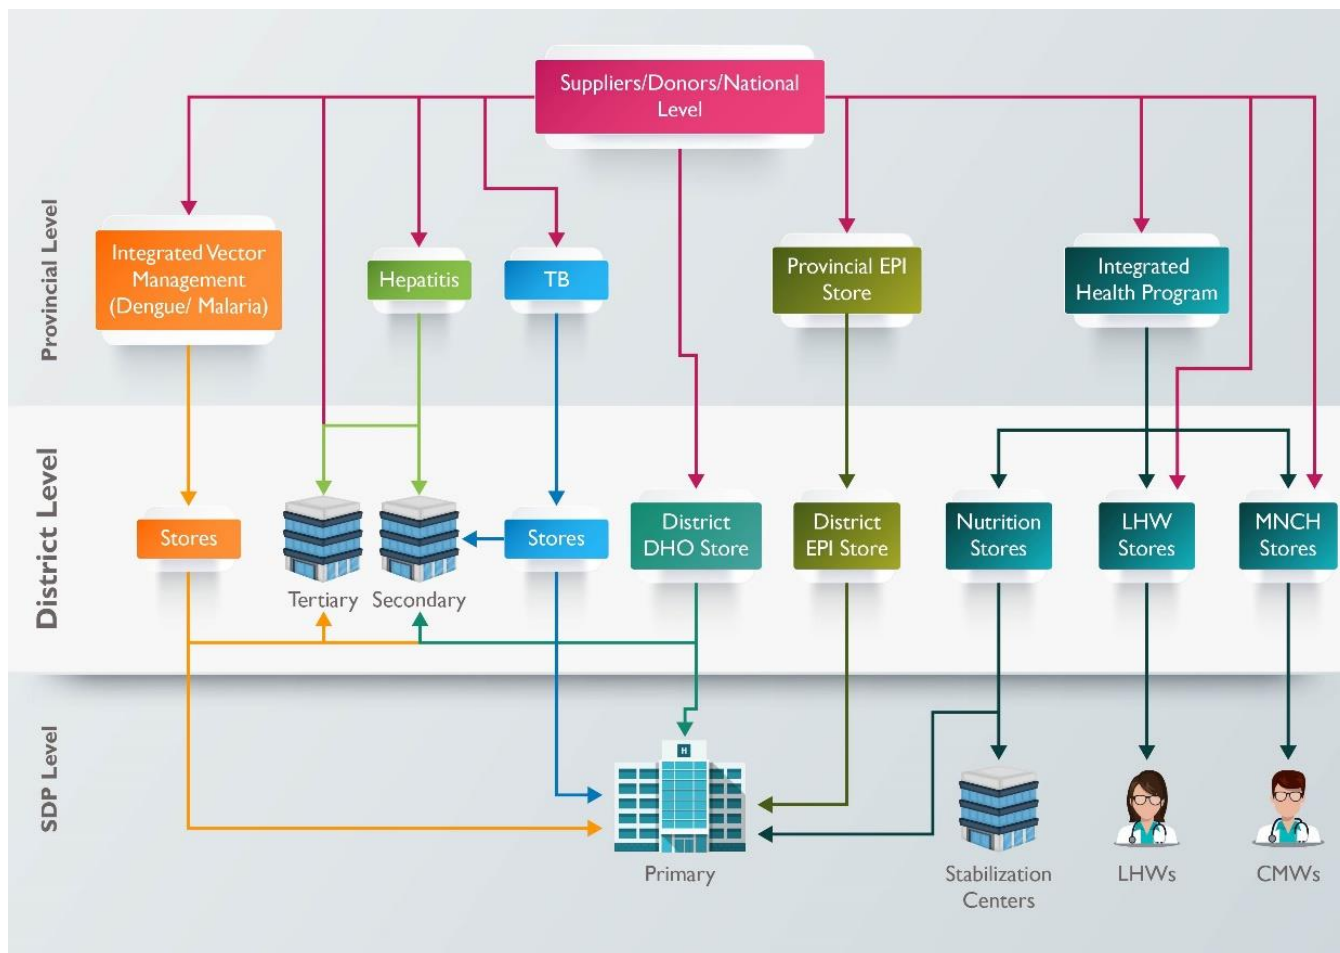 Suppliers/Donors/National
Level
Provincial Level
Integrated Vector
Management
(Dengue/ Malaria)
Hepatitis
TB
Provincial EPI
Store
Integrated
Health Program
District Level
Stores
Tertiary
Secondary
Stores
District
DHO Store
District
EPI Store
Nutrition
Stores
LHW
Stores
MNCH
Stores
SDP Level
H
Primary
Stabilization
Centers
LHWs
CMWs